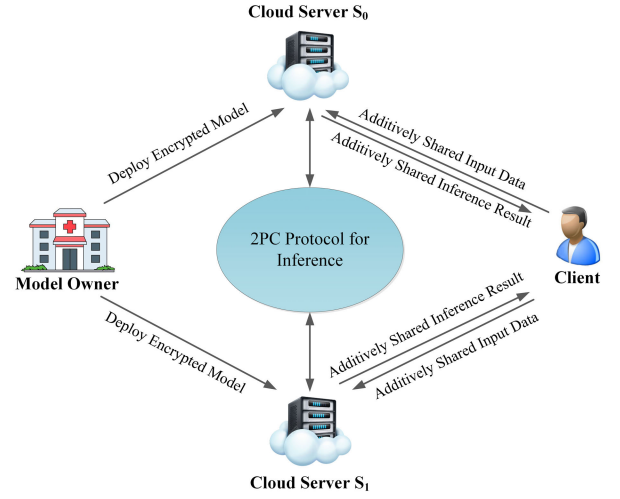 Cloud Server S₀
Deploy Encrypted Model
Additively Shared Input Data
Additively Shared Inference Result
2PC Protocol for
Inference
Model Owner
Client
Deploy Encrypted Model
Additively Shared Inference Result
Additively Shared Input Data
Cloud Server S₁